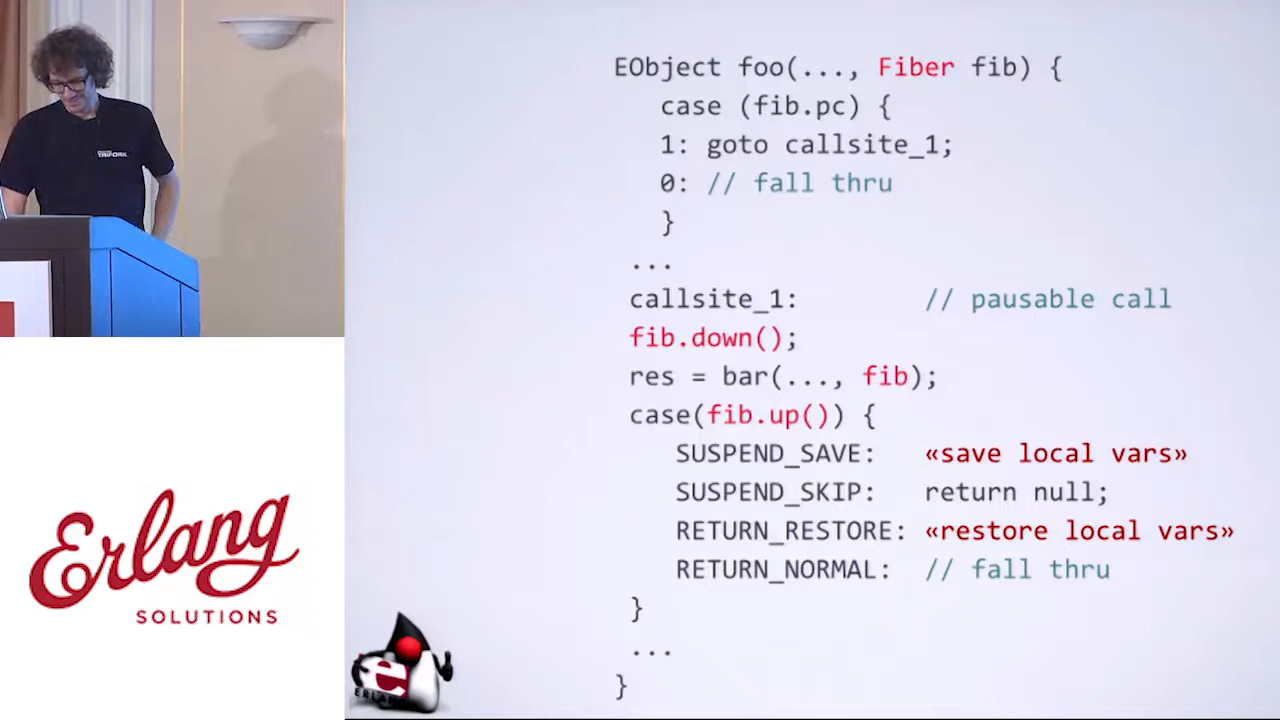 TRIFORK
Erlang
SOLUTIONS
EObject foo(..., Fiber fib) {
case (fib.pc) {
1: goto callsite_1;
0: // fall thru
}
...
callsite_1: // pausable call
fib.down();
res = bar(..., fib);
case(fib.up()) {
SUSPEND_SAVE: «save local vars»
SUSPEND_SKIP: return null;
RETURN_RESTORE: «restore local vars»
RETURN_NORMAL: // fall thru
}
...
}
e